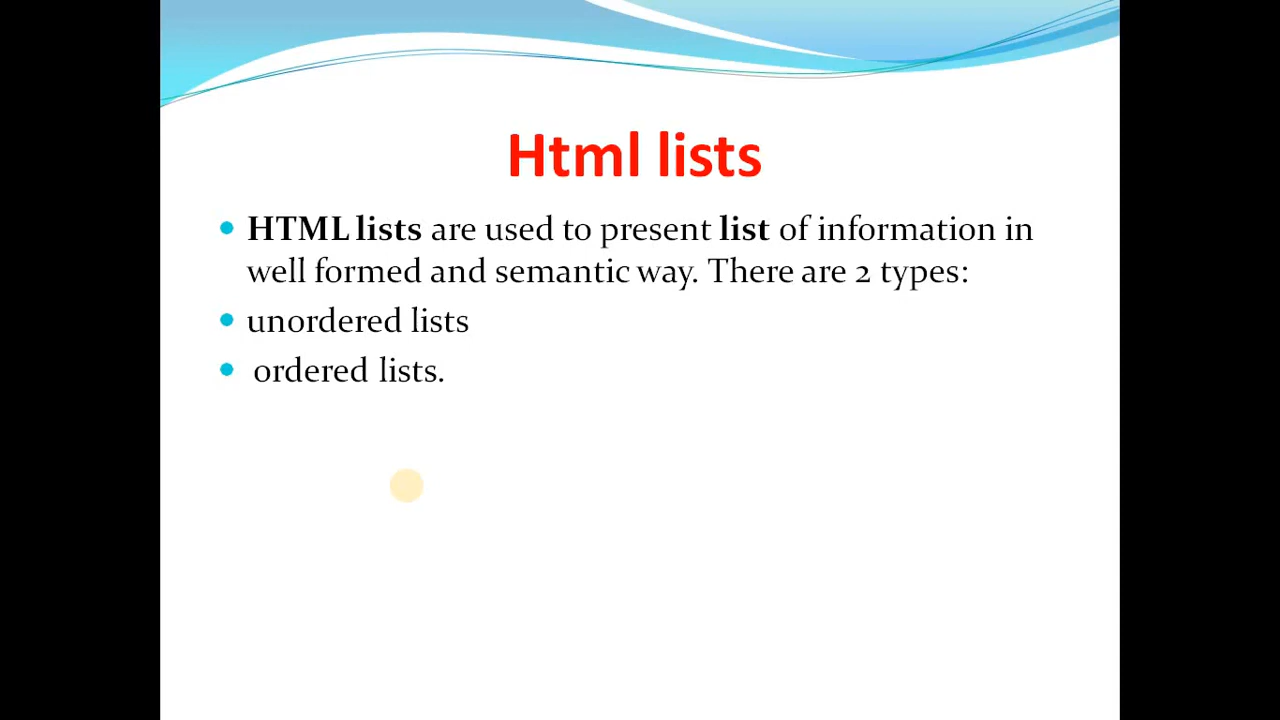 Html lists
HTML lists are used to present list of information in
well formed and semantic way. There are 2 types:
unordered lists
ordered lists.